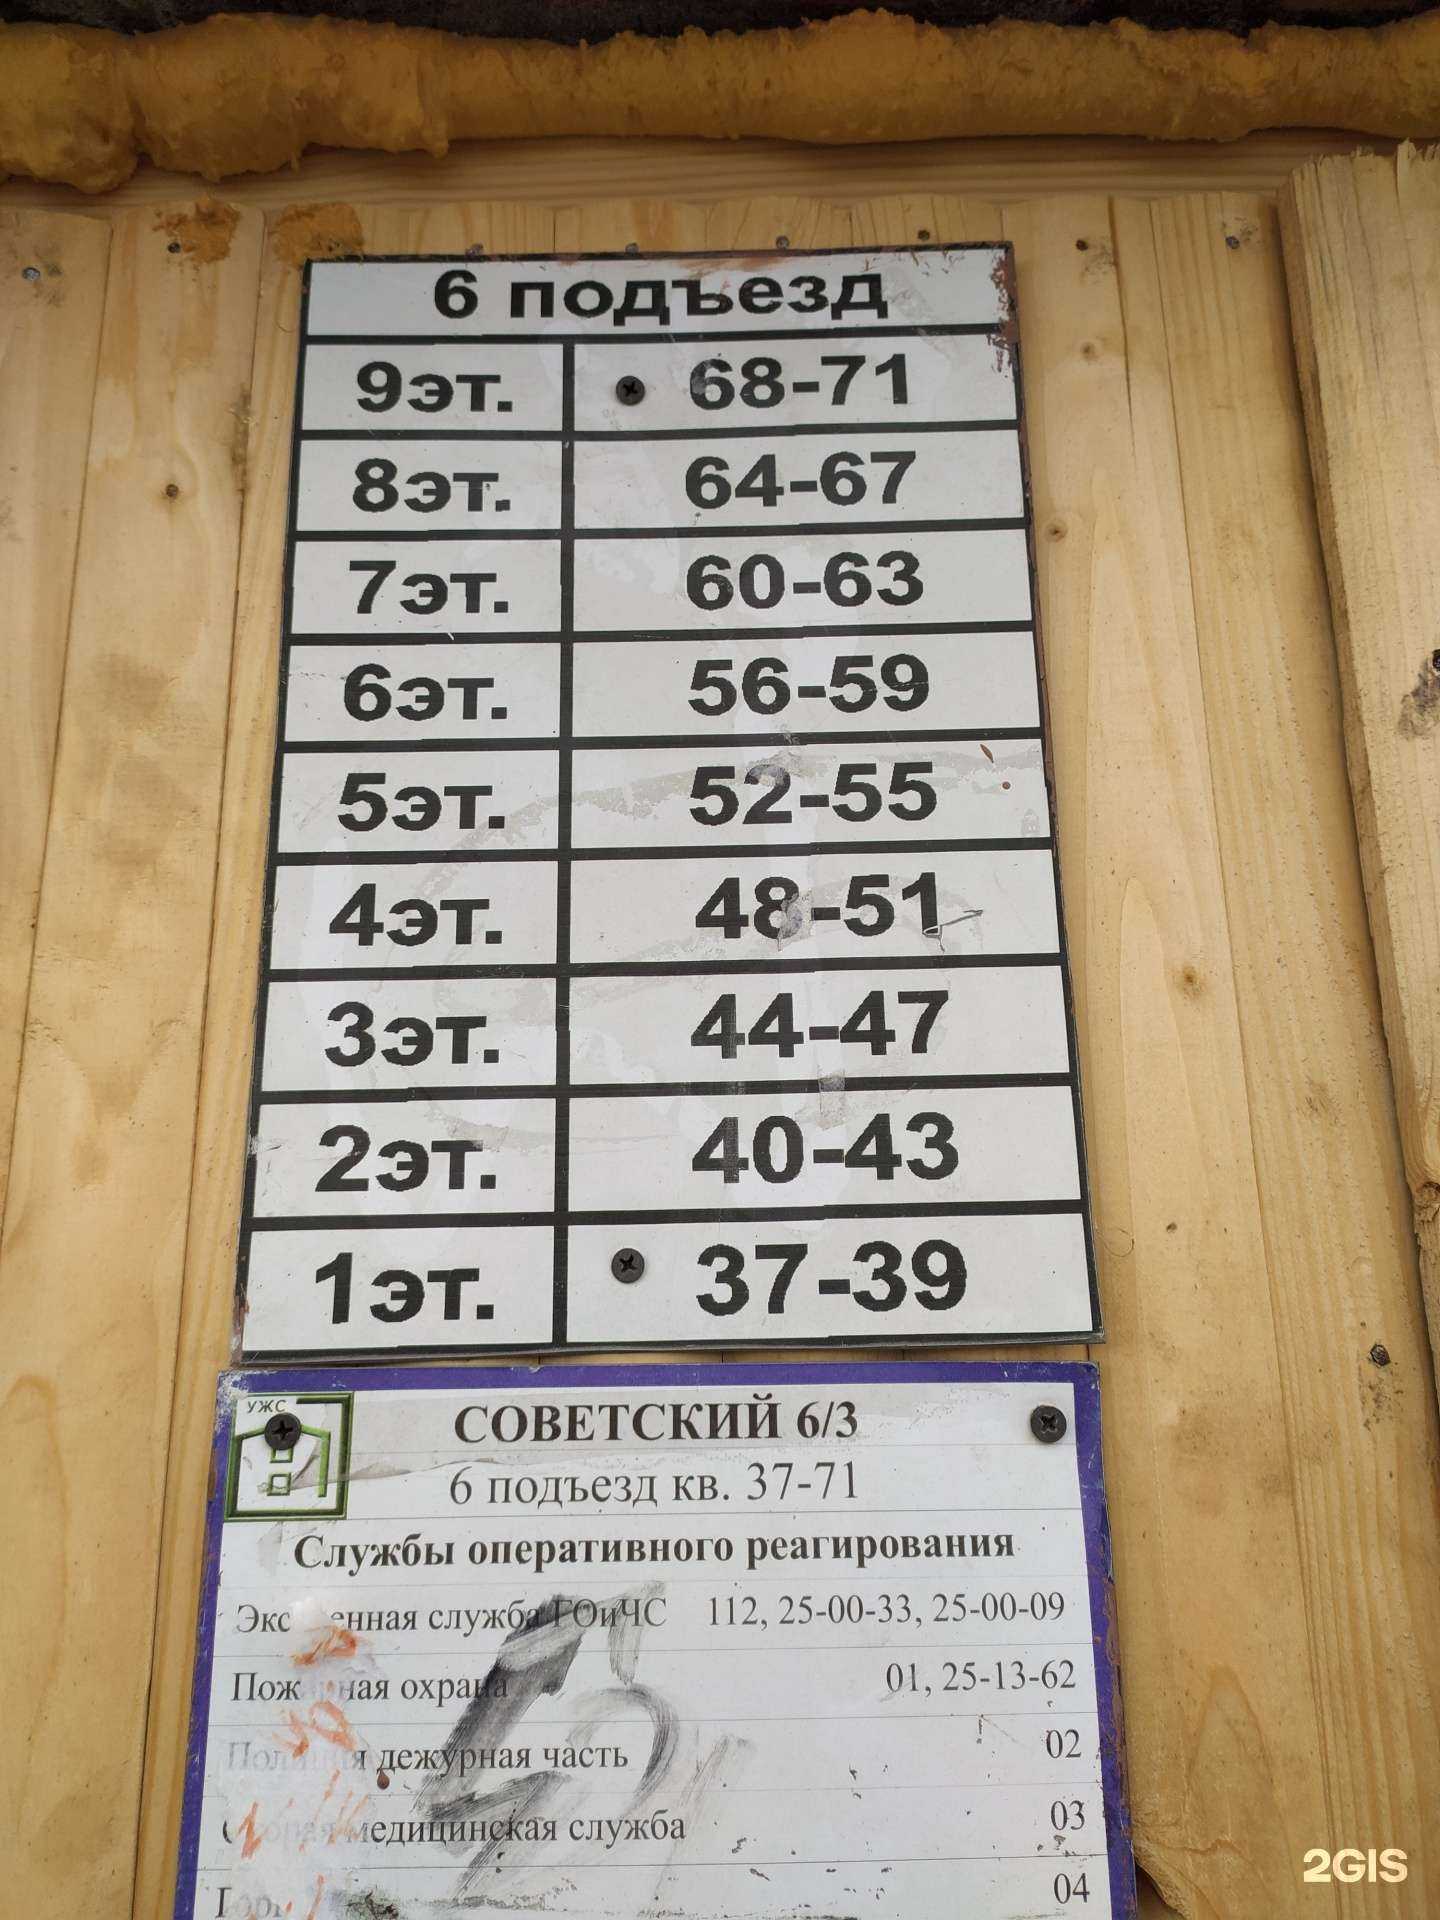 6 подъезд
9эт. 68-71
8эт. 64-67
7эт. 60-63
6эт. 56-59
5эт. 52-55
4эт. 48-51
3эт. 44-47
2эт. 40-43
1эт. 37-39
УЖС
СОВЕТСКИЙ 6/3
6 подъезд кв. 37-71
Службы оперативного реагирования
служба ГОиЧС 112, 25-00-33, 25-00-09
охрана 01, 25-13-62
дежурная часть 02
медицинская служба 03
04
2GIS